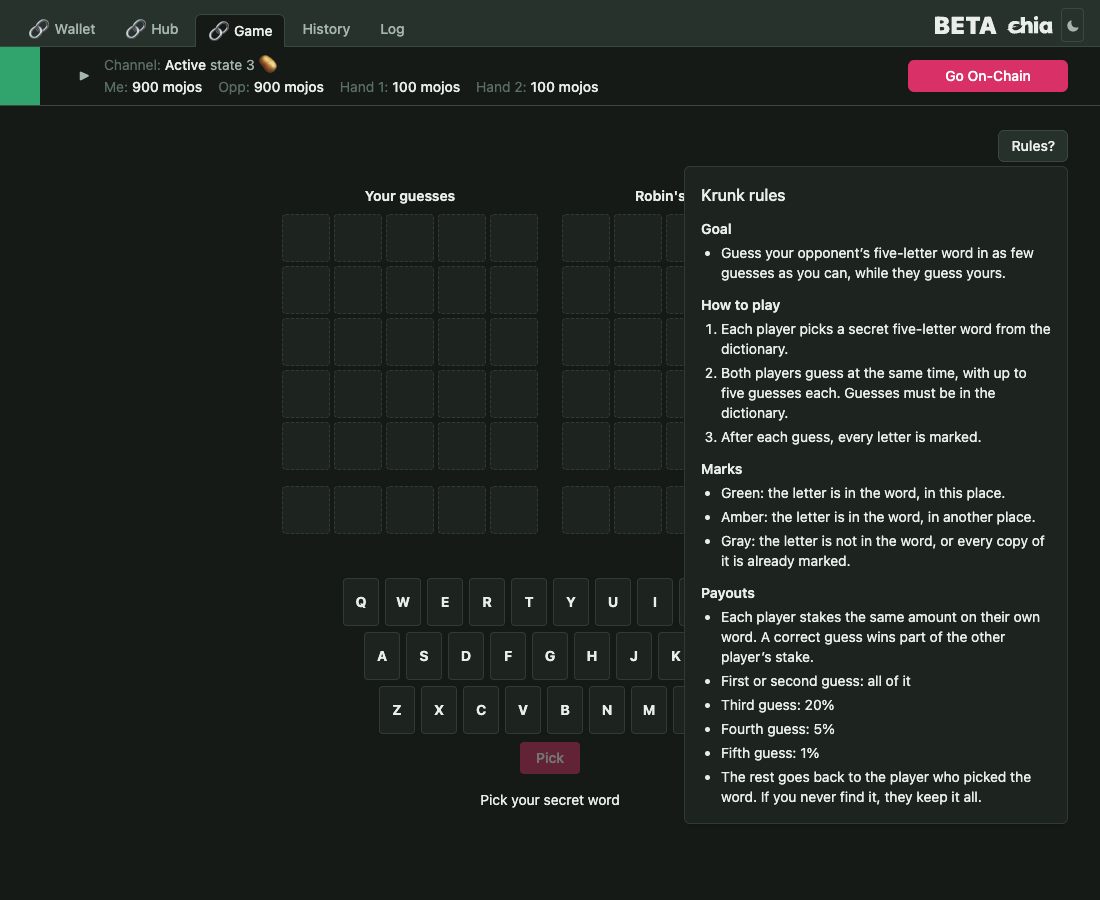 Wallet
Hub
Game
History
Log
BETA chia
Channel: Active state 3
Me: 900 mojos Opp: 900 mojos Hand 1: 100 mojos Hand 2: 100 mojos
Go On-Chain
Rules?
Your guesses
Robin's
Krunk rules
Goal
• Guess your opponent’s five-letter word in as few
guesses as you can, while they guess yours.
How to play
1. Each player picks a secret five-letter word from the
dictionary.
2. Both players guess at the same time, with up to
five guesses each. Guesses must be in the
dictionary.
3. After each guess, every letter is marked.
Marks
• Green: the letter is in the word, in this place.
• Amber: the letter is in the word, in another place.
• Gray: the letter is not in the word, or every copy of
it is already marked.
Payouts
• Each player stakes the same amount on their own
word. A correct guess wins part of the other
player’s stake.
• First or second guess: all of it
• Third guess: 20%
• Fourth guess: 5%
• Fifth guess: 1%
• The rest goes back to the player who picked the
word. If you never find it, they keep it all.
Q W E R T Y U I
A S D F G H J K
Z X C V B N M
Pick
Pick your secret word